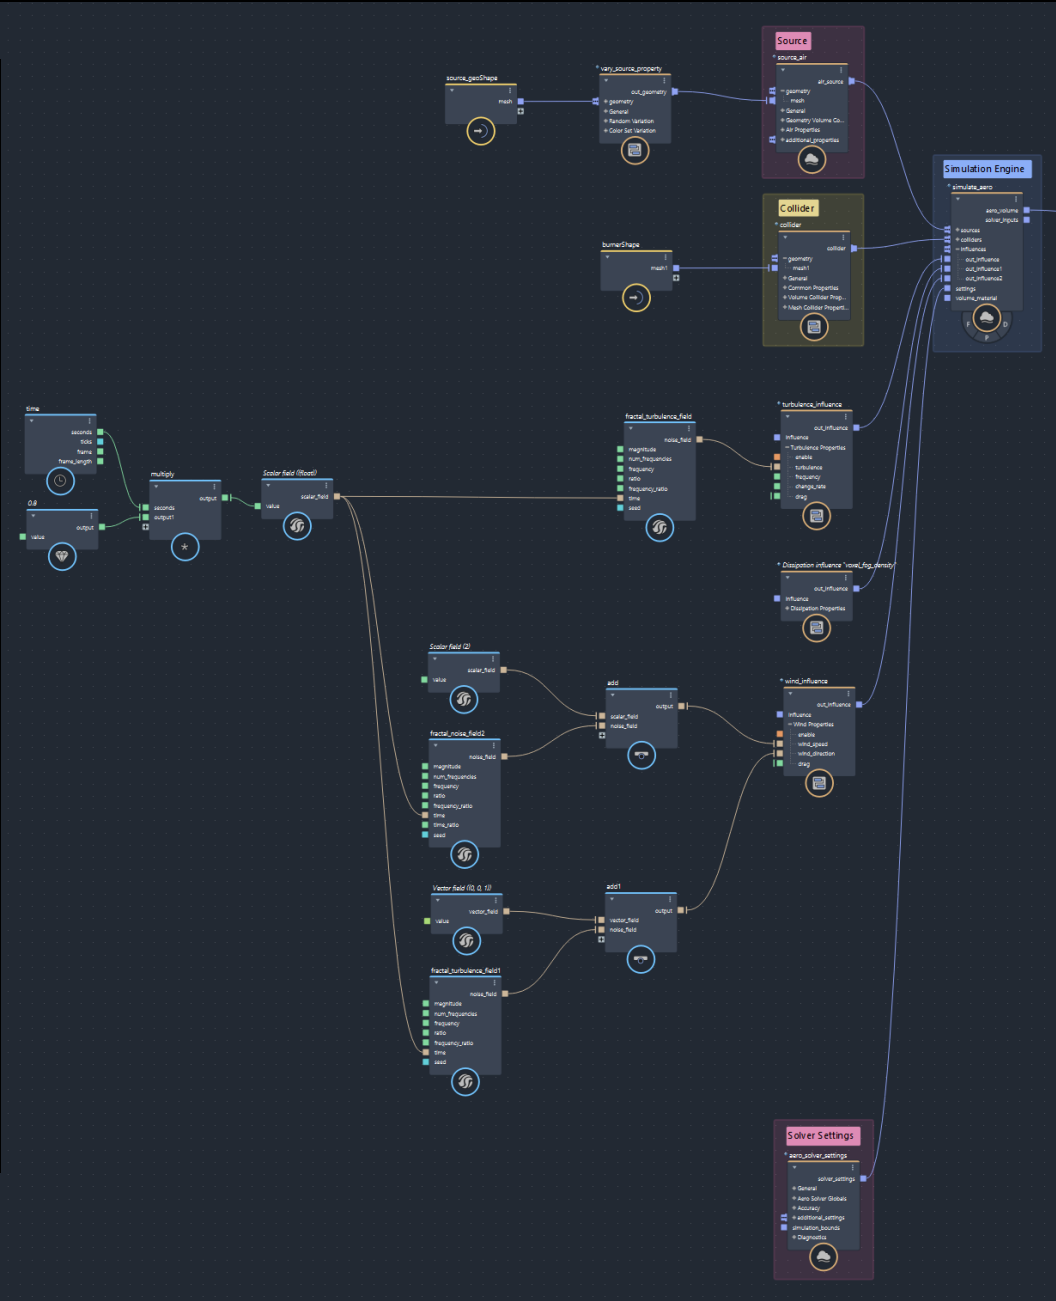 Source
source_air
air_source
geometry
mesh
General
Geometry Volume Co...
Air Properties
additional_properties
source_geoShape
mesh
vary_source_property
out_geometry
geometry
General
Random Variation
Color Set Variation
Simulation Engine
simulate_aero
aero_volume
solver_inputs
sources
colliders
influences
out_influence
out_influence1
out_influence2
settings
volume_material
F
D
P
Collider
collider
collider
geometry
mesh1
General
Common Properties
Volume Collider Prop...
Mesh Collider Properti...
burnerShape
mesh1
time
seconds
ticks
frame
frame_length
0.8
output
value
multiply
output
seconds
output1
Scalar field (float)
scalar_field
value
fractal_turbulence_field
noise_field
magnitude
num_frequencies
frequency
ratio
frequency_ratio
time
seed
turbulence_influence
out_influence
influence
Turbulence Properties
enable
turbulence
frequency
change_rate
drag
Dissipation influence "voxel_fog_density"
out_influence
influence
Dissipation Properties
Scalar field (2)
scalar_field
value
fractal_noise_field2
noise_field
magnitude
num_frequencies
frequency
ratio
frequency_ratio
time
time_ratio
seed
add
output
scalar_field
noise_field
wind_influence
out_influence
influence
Wind Properties
enable
wind_speed
wind_direction
drag
Vector field ((0, 0, 1))
vector_field
value
fractal_turbulence_field1
noise_field
magnitude
num_frequencies
frequency
ratio
frequency_ratio
time
seed
add1
output
vector_field
noise_field
Solver Settings
aero_solver_settings
solver_settings
General
Aero Solver Globals
Accuracy
additional_settings
simulation_bounds
Diagnostics